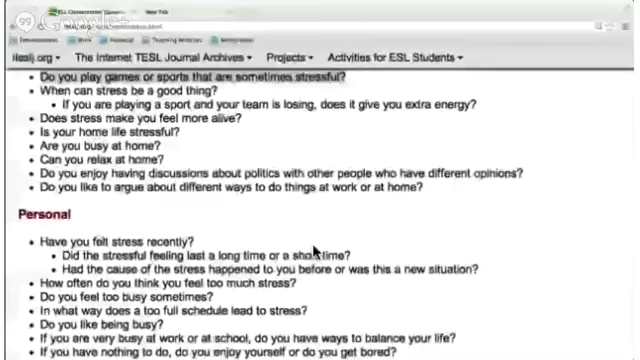 99 Google+
New Tab
Work
iteslj.org The Internet TESL Journal Archives Projects Activities for ESL Students
Do you play games or sports that are sometimes stressful?
When can stress be a good thing?
If you are playing a sport and your team is losing, does it give you extra energy?
Does stress make you feel more alive?
Is your home life stressful?
Are you busy at home?
Can you relax at home?
Do you enjoy having discussions about politics with other people who have different opinions?
Do you like to argue about different ways to do things at work or at home?
Personal
Have you felt stress recently?
Did the stressful feeling last a long time or a short time?
Had the cause of the stress happened to you before or was this a new situation?
How often do you think you feel too much stress?
Do you feel too busy sometimes?
In what way does a too full schedule lead to stress?
Do you like being busy?
If you are very busy at work or at school, do you have ways to balance your life?
If you have nothing to do, do you enjoy yourself or do you get bored?